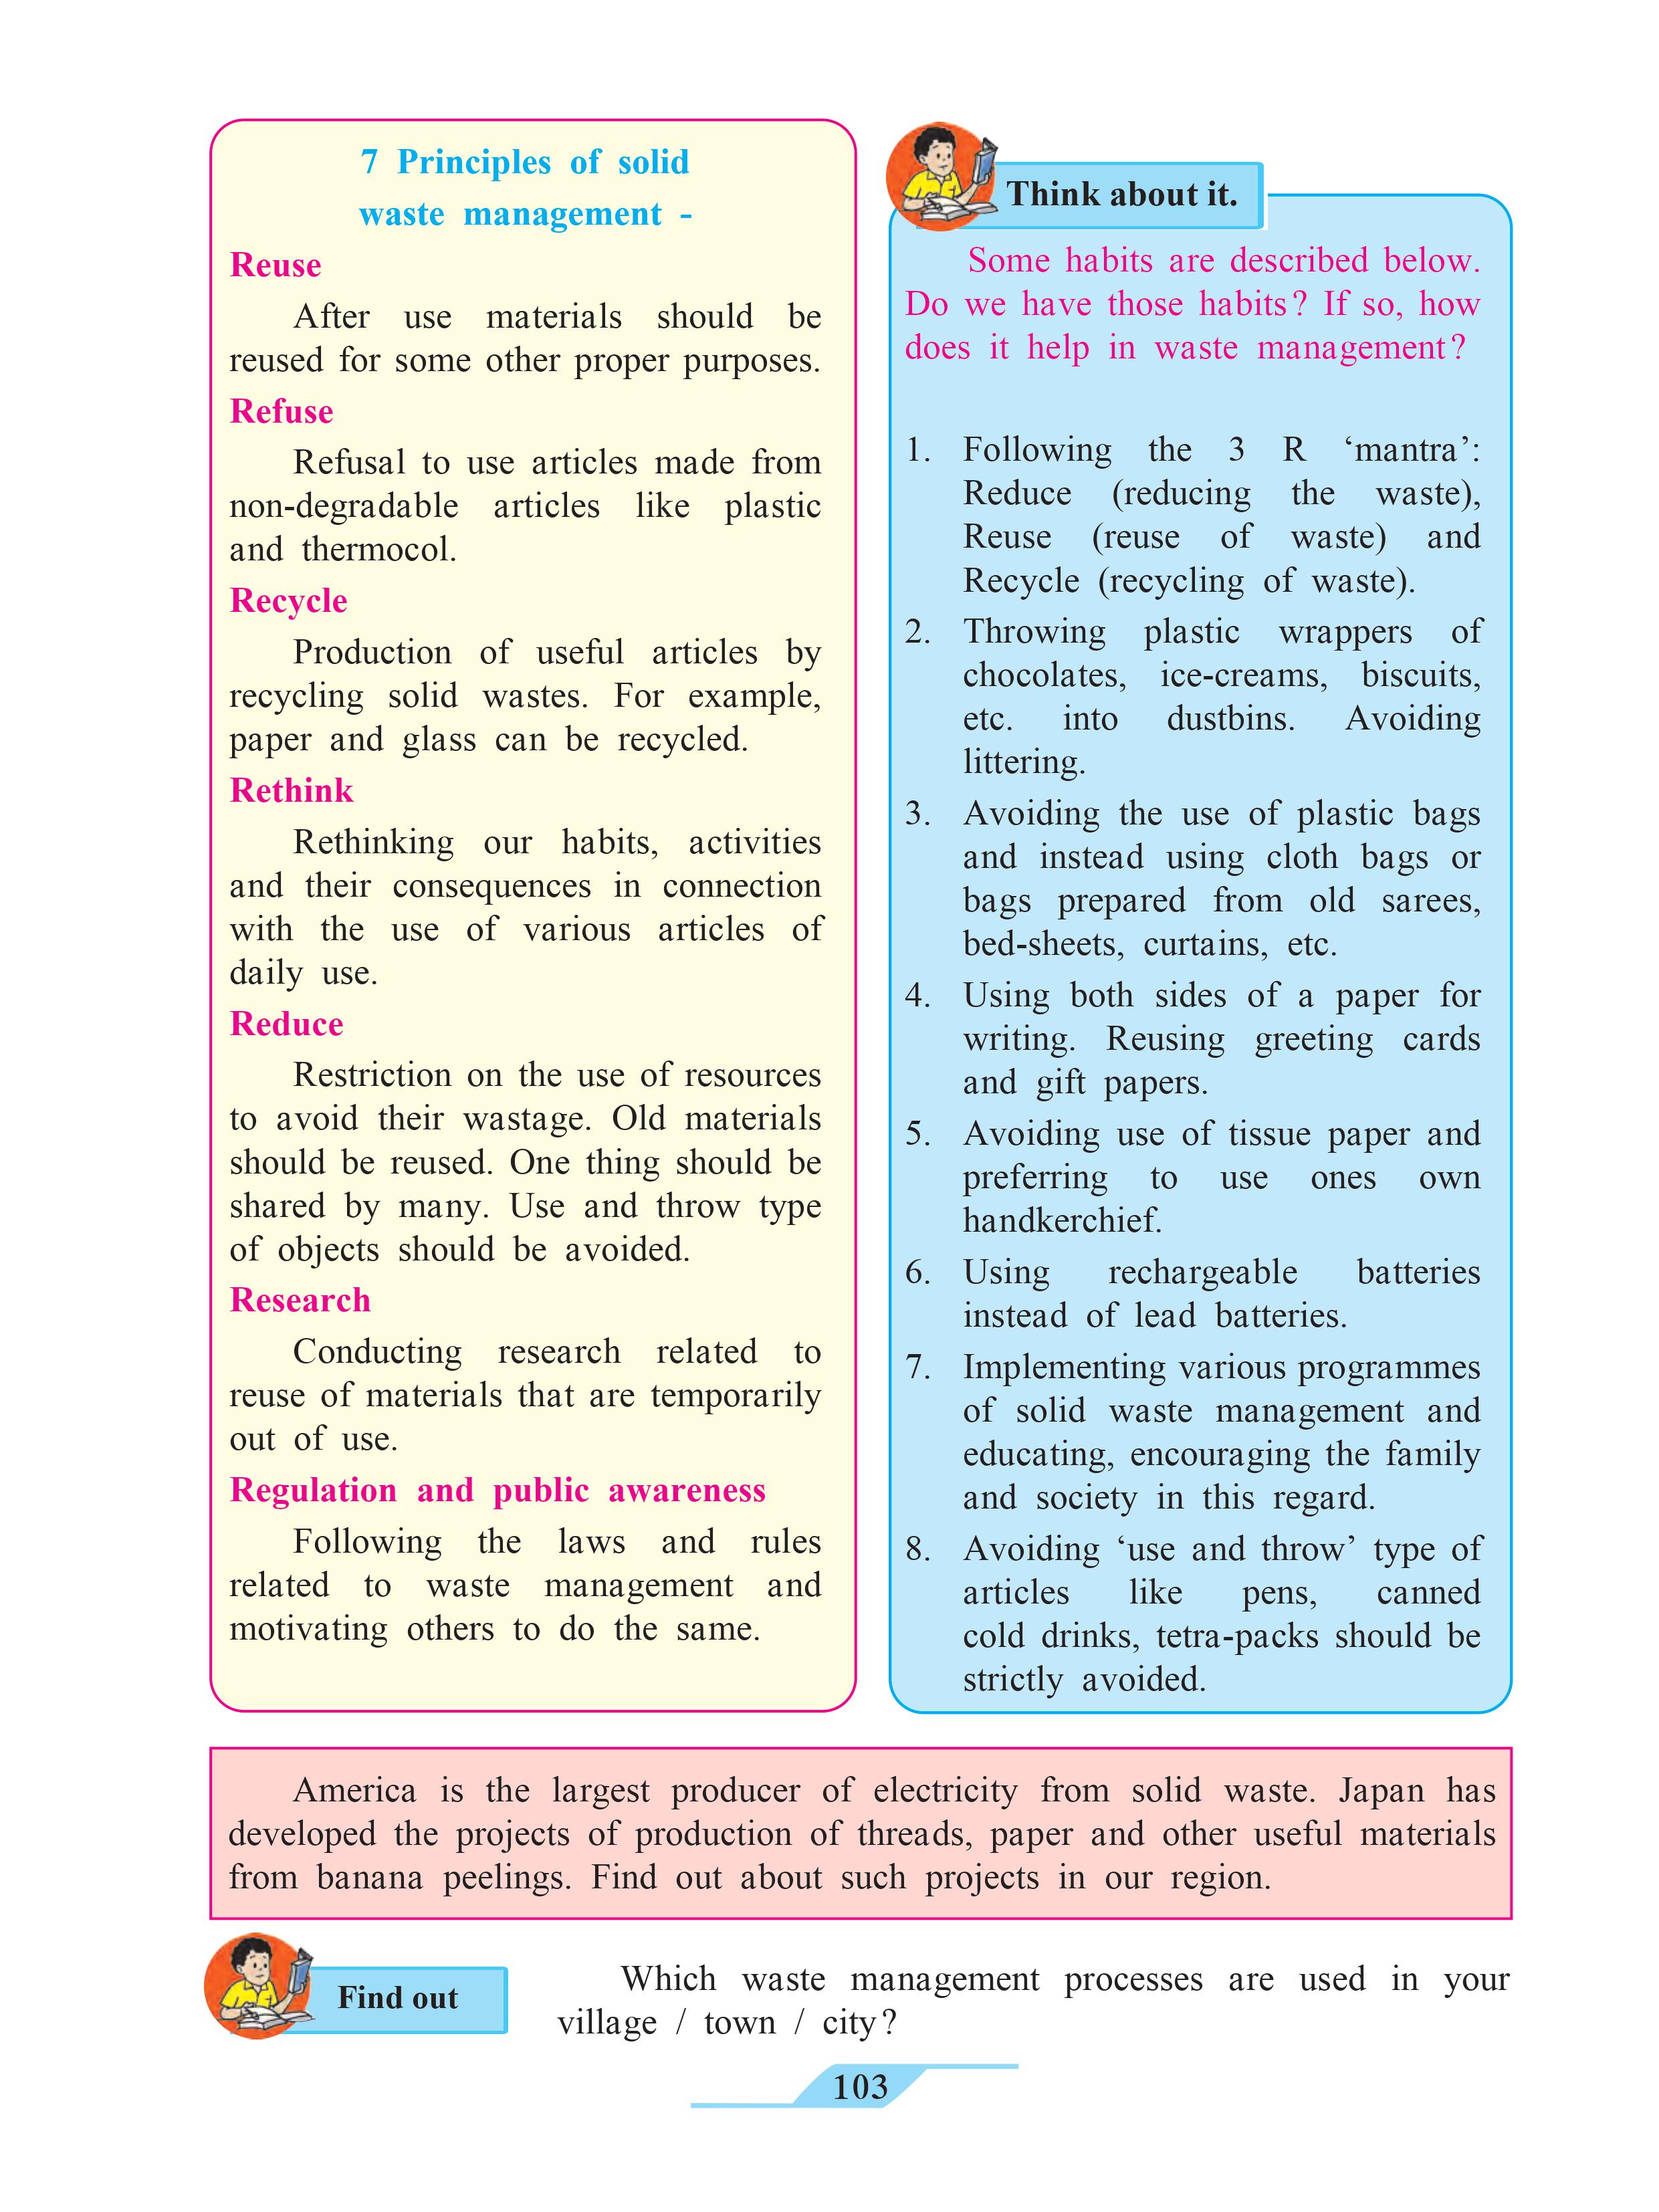 7 Principles of solid
waste management -
Reuse
After use materials should be
reused for some other proper purposes.
Refuse
Refusal to use articles made from
non-degradable articles like plastic
and thermocol.
Recycle
Production of useful articles by
recycling solid wastes. For example,
paper and glass can be recycled.
Rethink
Rethinking our habits, activities
and their consequences in connection
with the use of various articles of
daily use.
Reduce
Restriction on the use of resources
to avoid their wastage. Old materials
should be reused. One thing should be
shared by many. Use and throw type
of objects should be avoided.
Research
Conducting research related to
reuse of materials that are temporarily
out of use.
Regulation and public awareness
Following the laws and rules
related to waste management and
motivating others to do the same.
Think about it.
Some habits are described below.
Do we have those habits? If so, how
does it help in waste management?
1. Following the 3 R ‘mantra’:
Reduce (reducing the waste),
Reuse (reuse of waste) and
Recycle (recycling of waste).
2. Throwing plastic wrappers of
chocolates, ice-creams, biscuits,
etc. into dustbins. Avoiding
littering.
3. Avoiding the use of plastic bags
and instead using cloth bags or
bags prepared from old sarees,
bed-sheets, curtains, etc.
4. Using both sides of a paper for
writing. Reusing greeting cards
and gift papers.
5. Avoiding use of tissue paper and
preferring to use ones own
handkerchief.
6. Using rechargeable batteries
instead of lead batteries.
7. Implementing various programmes
of solid waste management and
educating, encouraging the family
and society in this regard.
8. Avoiding ‘use and throw’ type of
articles like pens, canned
cold drinks, tetra-packs should be
strictly avoided.
America is the largest producer of electricity from solid waste. Japan has
developed the projects of production of threads, paper and other useful materials
from banana peelings. Find out about such projects in our region.
Find out
Which waste management processes are used in your
village / town / city?
103